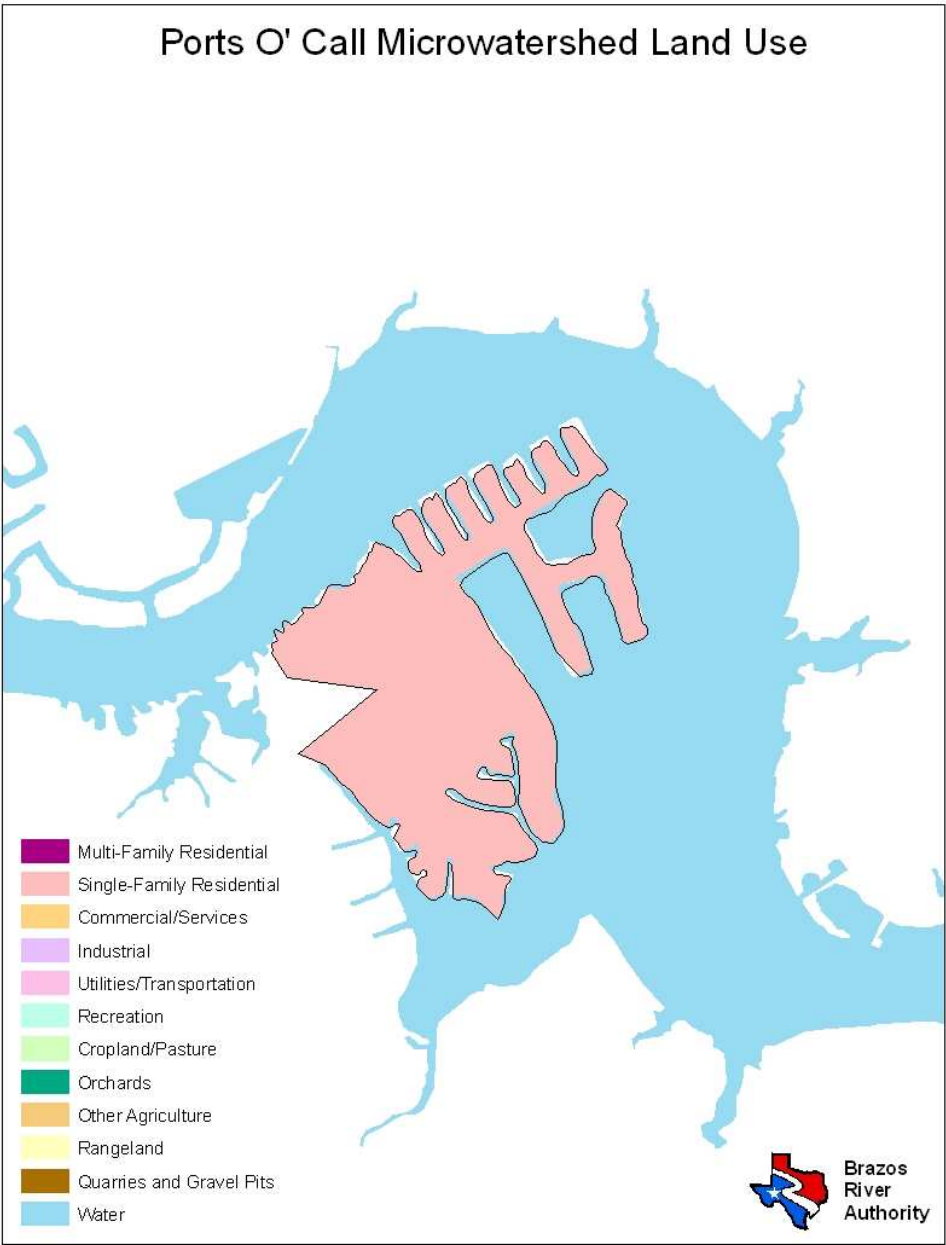 Ports O' Call Microwatershed Land Use
Multi-Family Residential
Single-Family Residential
Commercial/Services
Industrial
Utilities/Transportation
Recreation
Cropland/Pasture
Orchards
Other Agriculture
Rangeland
Quarries and Gravel Pits
Water
Brazos
River
Authority